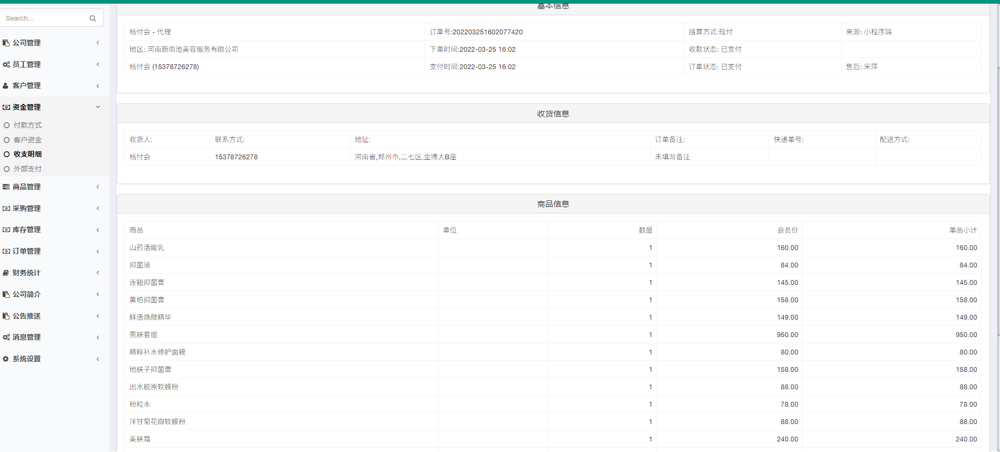 Search...
公司管理
员工管理
客户管理
资金管理
付款方式
客户资金
收支明细
外部支付
商品管理
采购管理
库存管理
订单管理
财务统计
公司简介
公告推送
消息管理
系统设置
基本信息
杨付会 - 代理 订单号:202203251602077420 结算方式:现付 来源: 小程序端
地区: 河南新雨池美容服务有限公司 下单时间:2022-03-25 16:02 收款状态: 已支付
杨付会 (15378726278) 支付时间:2022-03-25 16:02 订单状态: 已支付 售后: 宋萍
收货信息
收货人: 联系方式: 地址: 订单备注: 快递单号: 配送方式:
杨付会 15378726278 河南省,郑州市,二七区,金博大B座 未填写备注
商品信息
商品 单位 数量 会员价 单品小计
山药活能乳 1 160.00 160.00
抑菌液 1 84.00 84.00
连翘抑菌膏 1 145.00 145.00
黄柏抑菌膏 1 158.00 158.00
鲜活焕颜精华 1 149.00 149.00
亮肤套组 1 950.00 950.00
精粹补水修护面膜 1 80.00 80.00
地肤子抑菌膏 1 158.00 158.00
出水胶原软膜粉 1 88.00 88.00
粉粒水 1 78.00 78.00
洋甘菊花瓣软膜粉 1 88.00 88.00
美肤霜 1 240.00 240.00